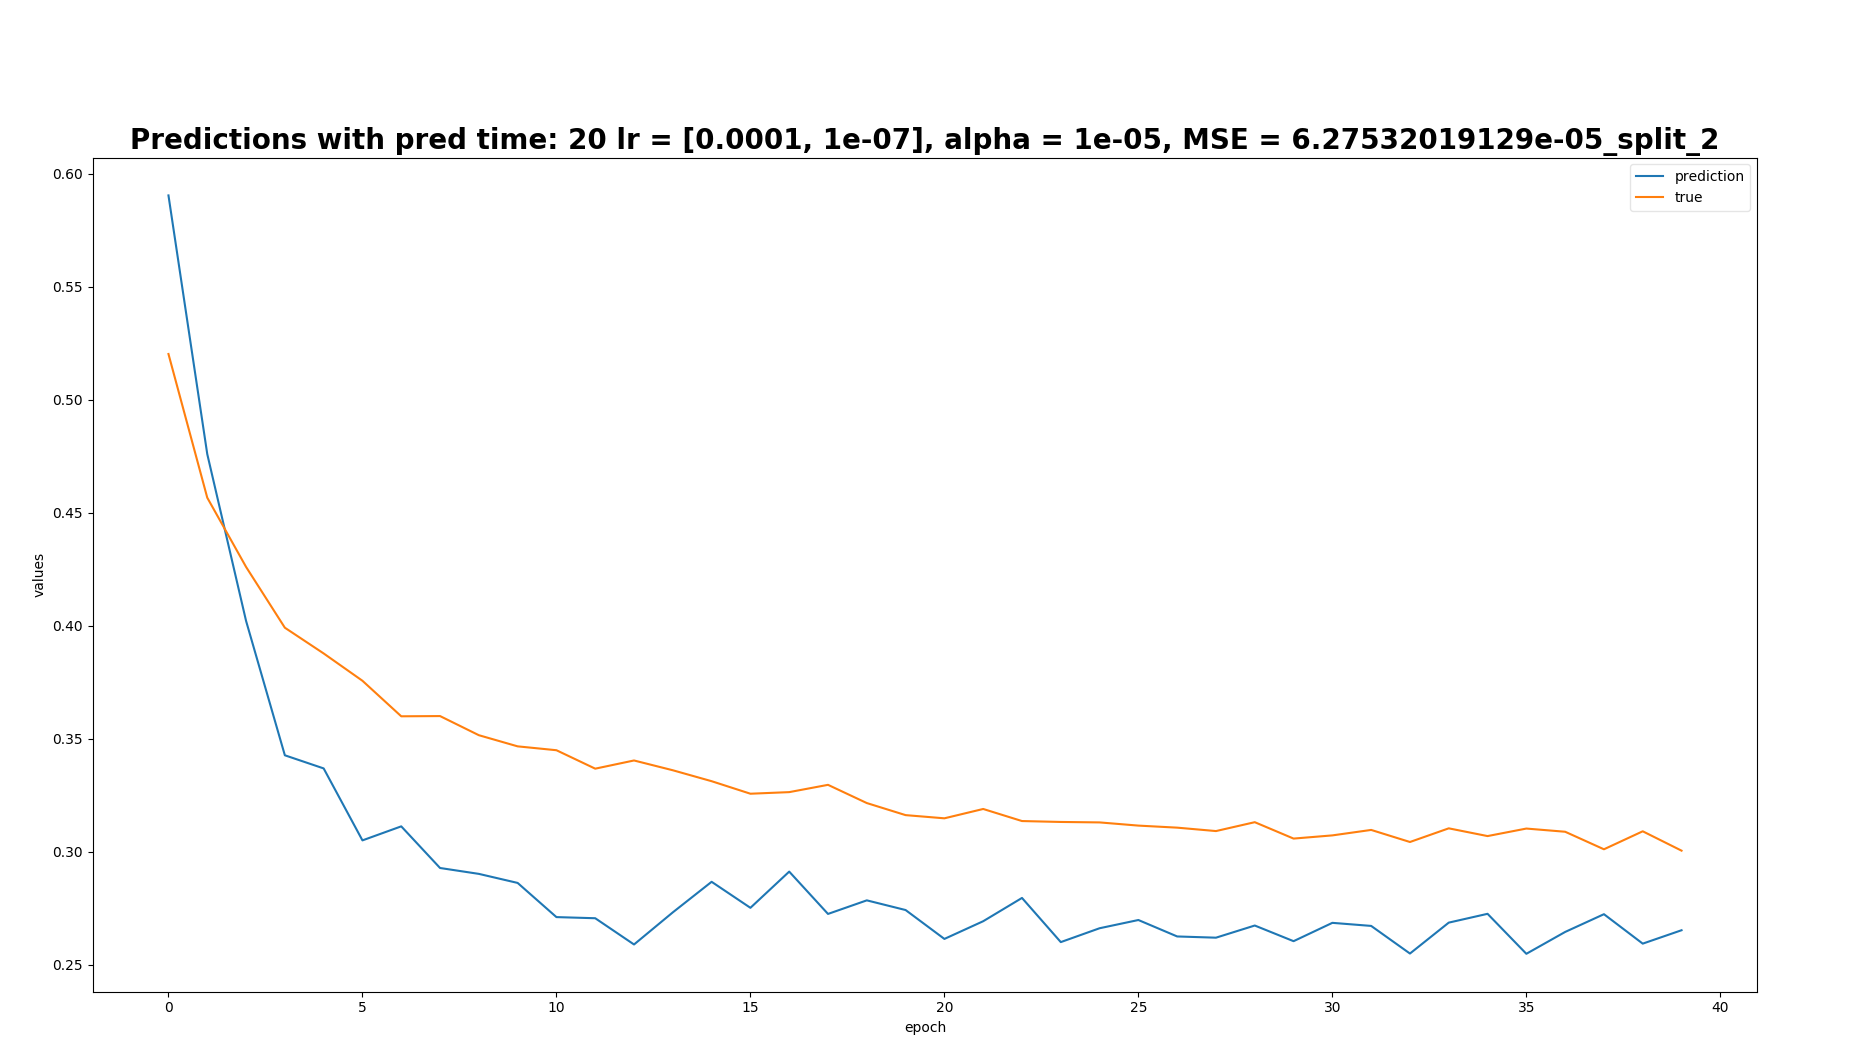 Predictions with pred time: 20 lr = [0.0001, 1e-07], alpha = 1e-05, MSE = 6.27532019129e-05_split_2
prediction
true
0.60
0.55
0.50
0.45
0.40
0.35
0.30
0.25
values
0 5 10 15 20 25 30 35 40
epoch